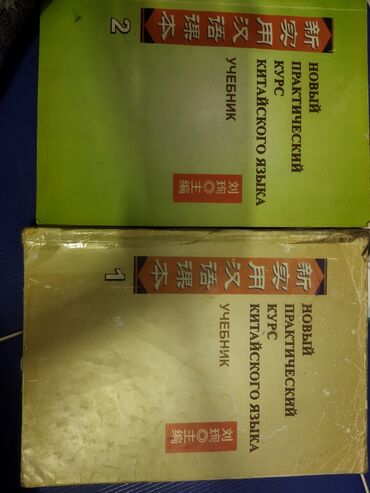 新实用汉语课本
2
НОВЫЙ
ПРАКТИЧЕСКИЙ
КУРС
КИТАЙСКОГО ЯЗЫКА
УЧЕБНИК
刘珣◎主编
新实用汉语课本
1
НОВЫЙ
ПРАКТИЧЕСКИЙ
КУРС
КИТАЙСКОГО ЯЗЫКА
УЧЕБНИК
刘珣◎主编